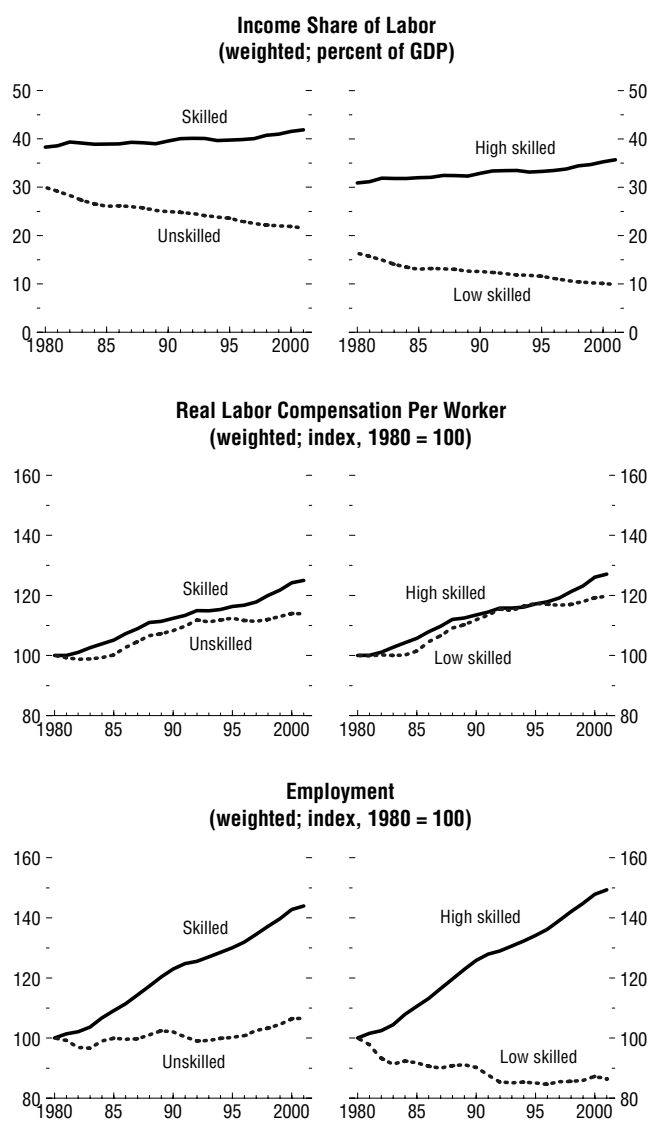 Income Share of Labor
(weighted; percent of GDP)
50
40
30
20
10
0
Skilled
Unskilled
1980 85 90 95 2000
50
40
30
20
10
0
High skilled
Low skilled
1980 85 90 95 2000
Real Labor Compensation Per Worker
(weighted; index, 1980 = 100)
160
140
120
100
80
Skilled
Unskilled
1980 85 90 95 2000
160
140
120
100
80
High skilled
Low skilled
1980 85 90 95 2000
Employment
(weighted; index, 1980 = 100)
160
140
120
100
80
Skilled
Unskilled
1980 85 90 95 2000
160
140
120
100
80
High skilled
Low skilled
1980 85 90 95 2000